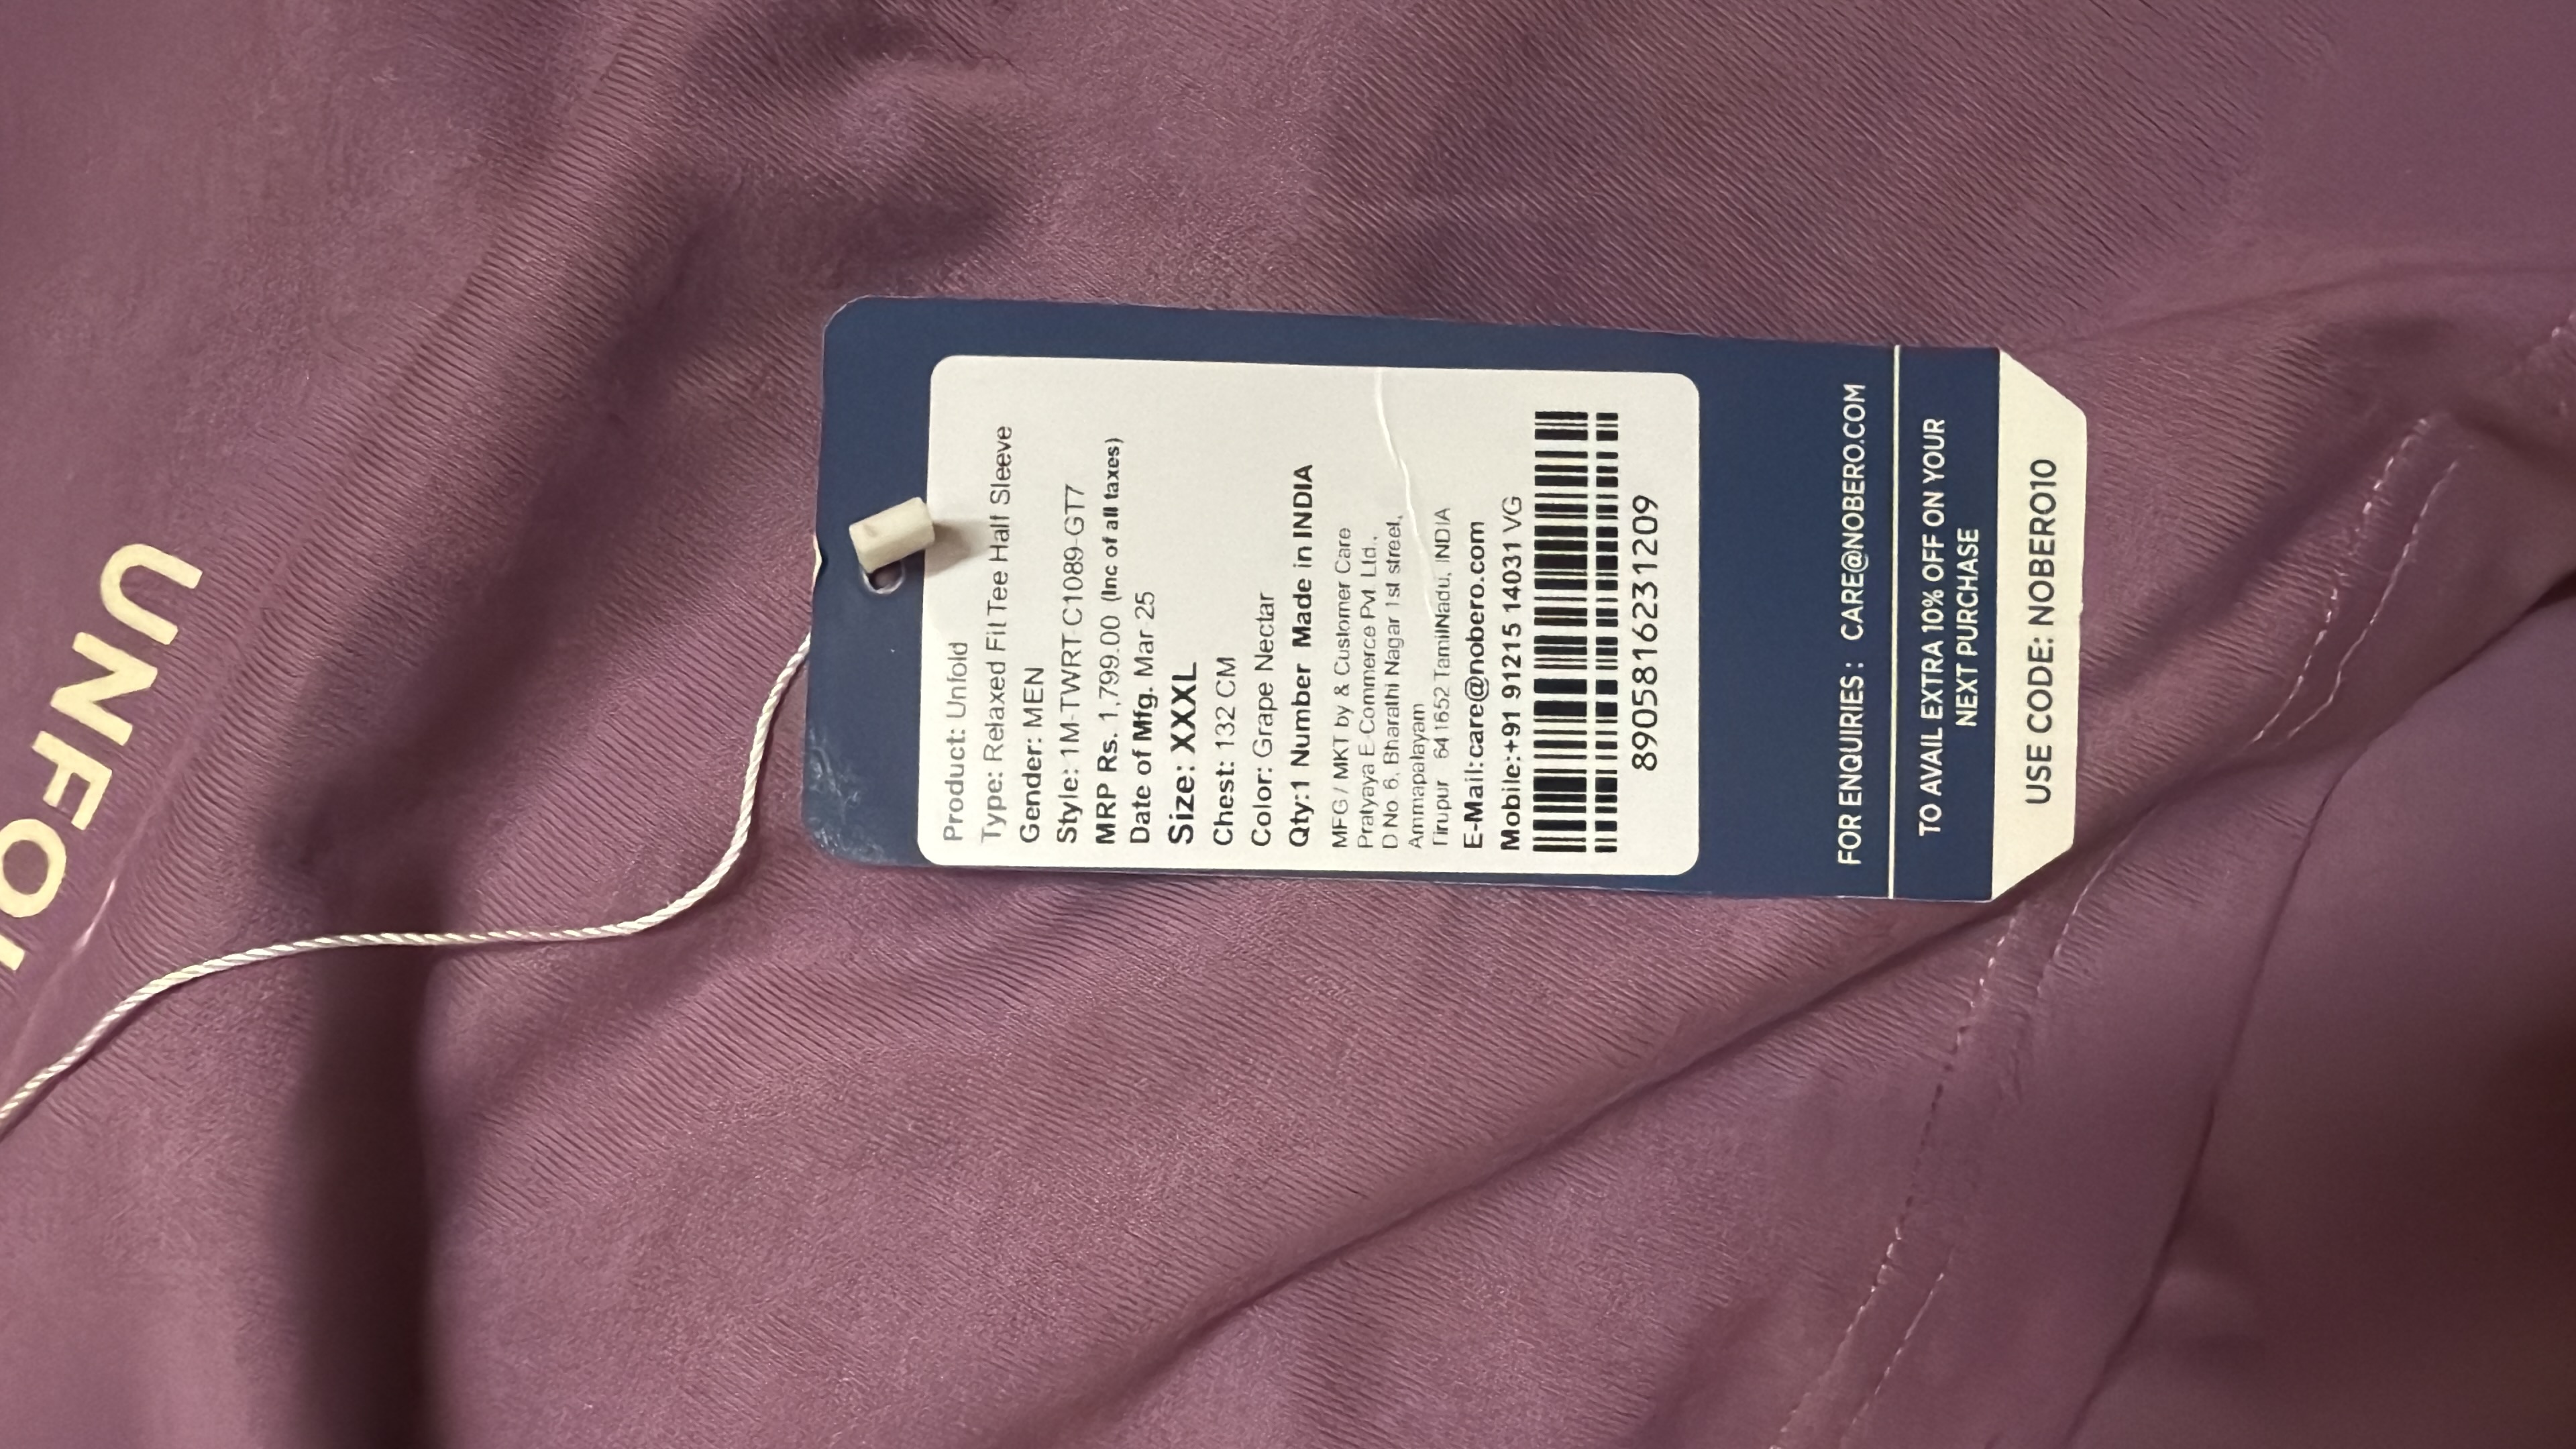 UNFO
Product: Unfold
Type: Relaxed Fit Tee Half Sleeve
Gender: MEN
Style: 1M-TWRT C1089-GT7
MRP Rs. 1,799.00 (Inc of all taxes)
Date of Mfg. Mar 25
Size: XXXL
Chest: 132 CM
Color: Grape Nectar
Qty:1 Number Made in INDIA
MFG / MKT by & Customer Care
Pratyaya E Commerce Pvt Ltd.,
D No 6, Bharathi Nagar 1st street,
Ammapalayam
Tirupur 641652 TamilNadu, INDIA
E-Mail:care@nobero.com
Mobile:+91 91215 14031 VG
8905816231209
FOR ENQUIRIES : CARE@NOBERO.COM
TO AVAIL EXTRA 10% OFF ON YOUR
NEXT PURCHASE
USE CODE: NOBERO10